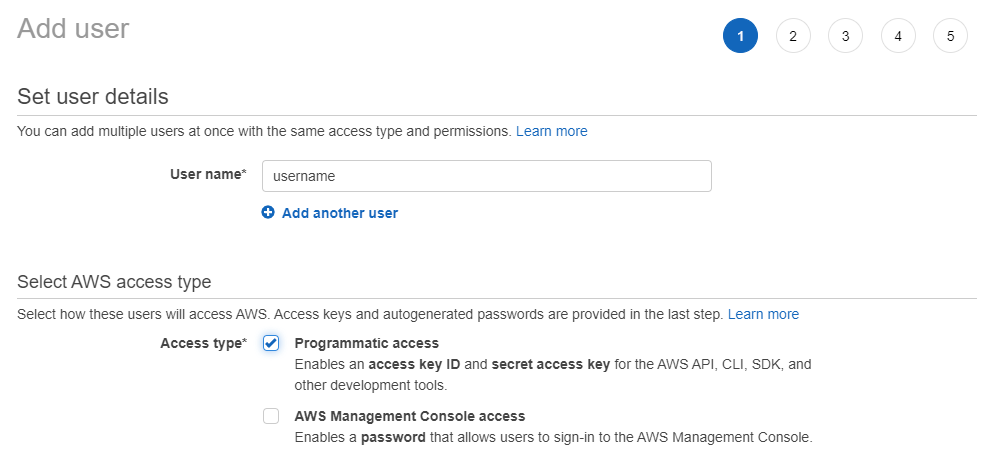 Add user
1 2 3 4 5
Set user details
You can add multiple users at once with the same access type and permissions. Learn more
User name* username
Add another user
Select AWS access type
Select how these users will access AWS. Access keys and autogenerated passwords are provided in the last step. Learn more
Access type* Programmatic access
Enables an access key ID and secret access key for the AWS API, CLI, SDK, and
other development tools.
AWS Management Console access
Enables a password that allows users to sign-in to the AWS Management Console.